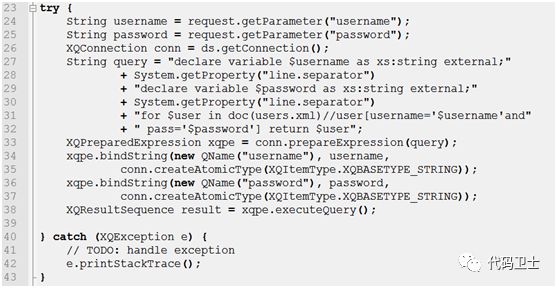 23 try {
24 String username = request.getParameter("username");
25 String password = request.getParameter("password");
26 XQConnection conn = ds.getConnection();
27 String query = "declare variable $username as xs:string external;"
28 + System.getProperty("line.separator")
29 + "declare variable $password as xs:string external;"
30 + System.getProperty("line.separator")
31 + "for $user in doc(users.xml)//user[username='$username'and"
32 + " pass='$password'] return $user";
33 XQPreparedExpression xqpe = conn.prepareExpression(query);
34 xqpe.bindString(new QName("username"), username,
35 conn.createAtomicType(XQItemType.XQBASETYPE_STRING));
36 xqpe.bindString(new QName("password"), password,
37 conn.createAtomicType(XQItemType.XQBASETYPE_STRING));
38 XQResultSequence result = xqpe.executeQuery();
39
40 } catch (XQException e) {
41 // TODO: handle exception
42 e.printStackTrace();
43 }
代码卫士